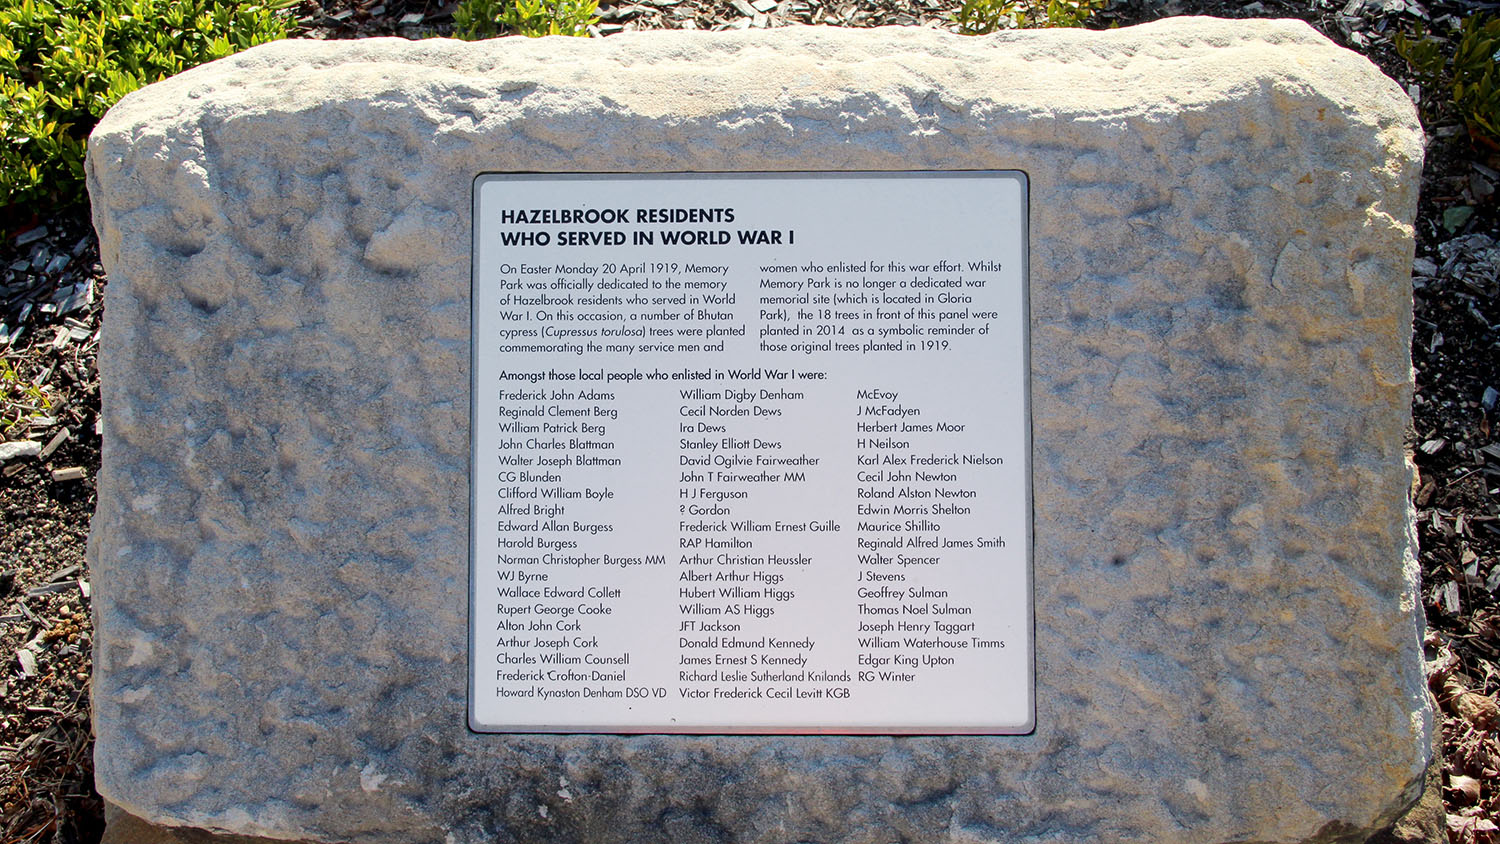 HAZELBROOK RESIDENTS
WHO SERVED IN WORLD WAR I
On Easter Monday 20 April 1919, Memory
Park was officially dedicated to the memory
of Hazelbrook residents who served in World
War I. On this occasion, a number of Bhutan
cypress (Cupressus torulosa) trees were planted
commemorating the many service men and
women who enlisted for this war effort. Whilst
Memory Park is no longer a dedicated war
memorial site (which is located in Gloria
Park), the 18 trees in front of this panel were
planted in 2014 as a symbolic reminder of
those original trees planted in 1919.
Amongst those local people who enlisted in World War I were:
Frederick John Adams
Reginald Clement Berg
William Patrick Berg
John Charles Blattman
Walter Joseph Blattman
CG Blunden
Clifford William Boyle
Alfred Bright
Edward Allan Burgess
Harold Burgess
Norman Christopher Burgess MM
WJ Byrne
Wallace Edward Collett
Rupert George Cooke
Alton John Cork
Arthur Joseph Cork
Charles William Counsell
Frederick Crofton-Daniel
Howard Kynaston Denham DSO VD
William Digby Denham
Cecil Norden Dews
Ira Dews
Stanley Elliott Dews
David Ogilvie Fairweather
John T Fairweather MM
H J Ferguson
? Gordon
Frederick William Ernest Guille
RAP Hamilton
Arthur Christian Heussler
Albert Arthur Higgs
Hubert William Higgs
William AS Higgs
JFT Jackson
Donald Edmund Kennedy
James Ernest S Kennedy
Richard Leslie Sutherland Knilands
Victor Frederick Cecil Levitt KGB
McEvoy
J McFadyen
Herbert James Moor
H Neilson
Karl Alex Frederick Nielson
Cecil John Newton
Roland Alston Newton
Edwin Morris Shelton
Maurice Shillito
Reginald Alfred James Smith
Walter Spencer
J Stevens
Geoffrey Sulman
Thomas Noel Sulman
Joseph Henry Taggart
William Waterhouse Timms
Edgar King Upton
RG Winter